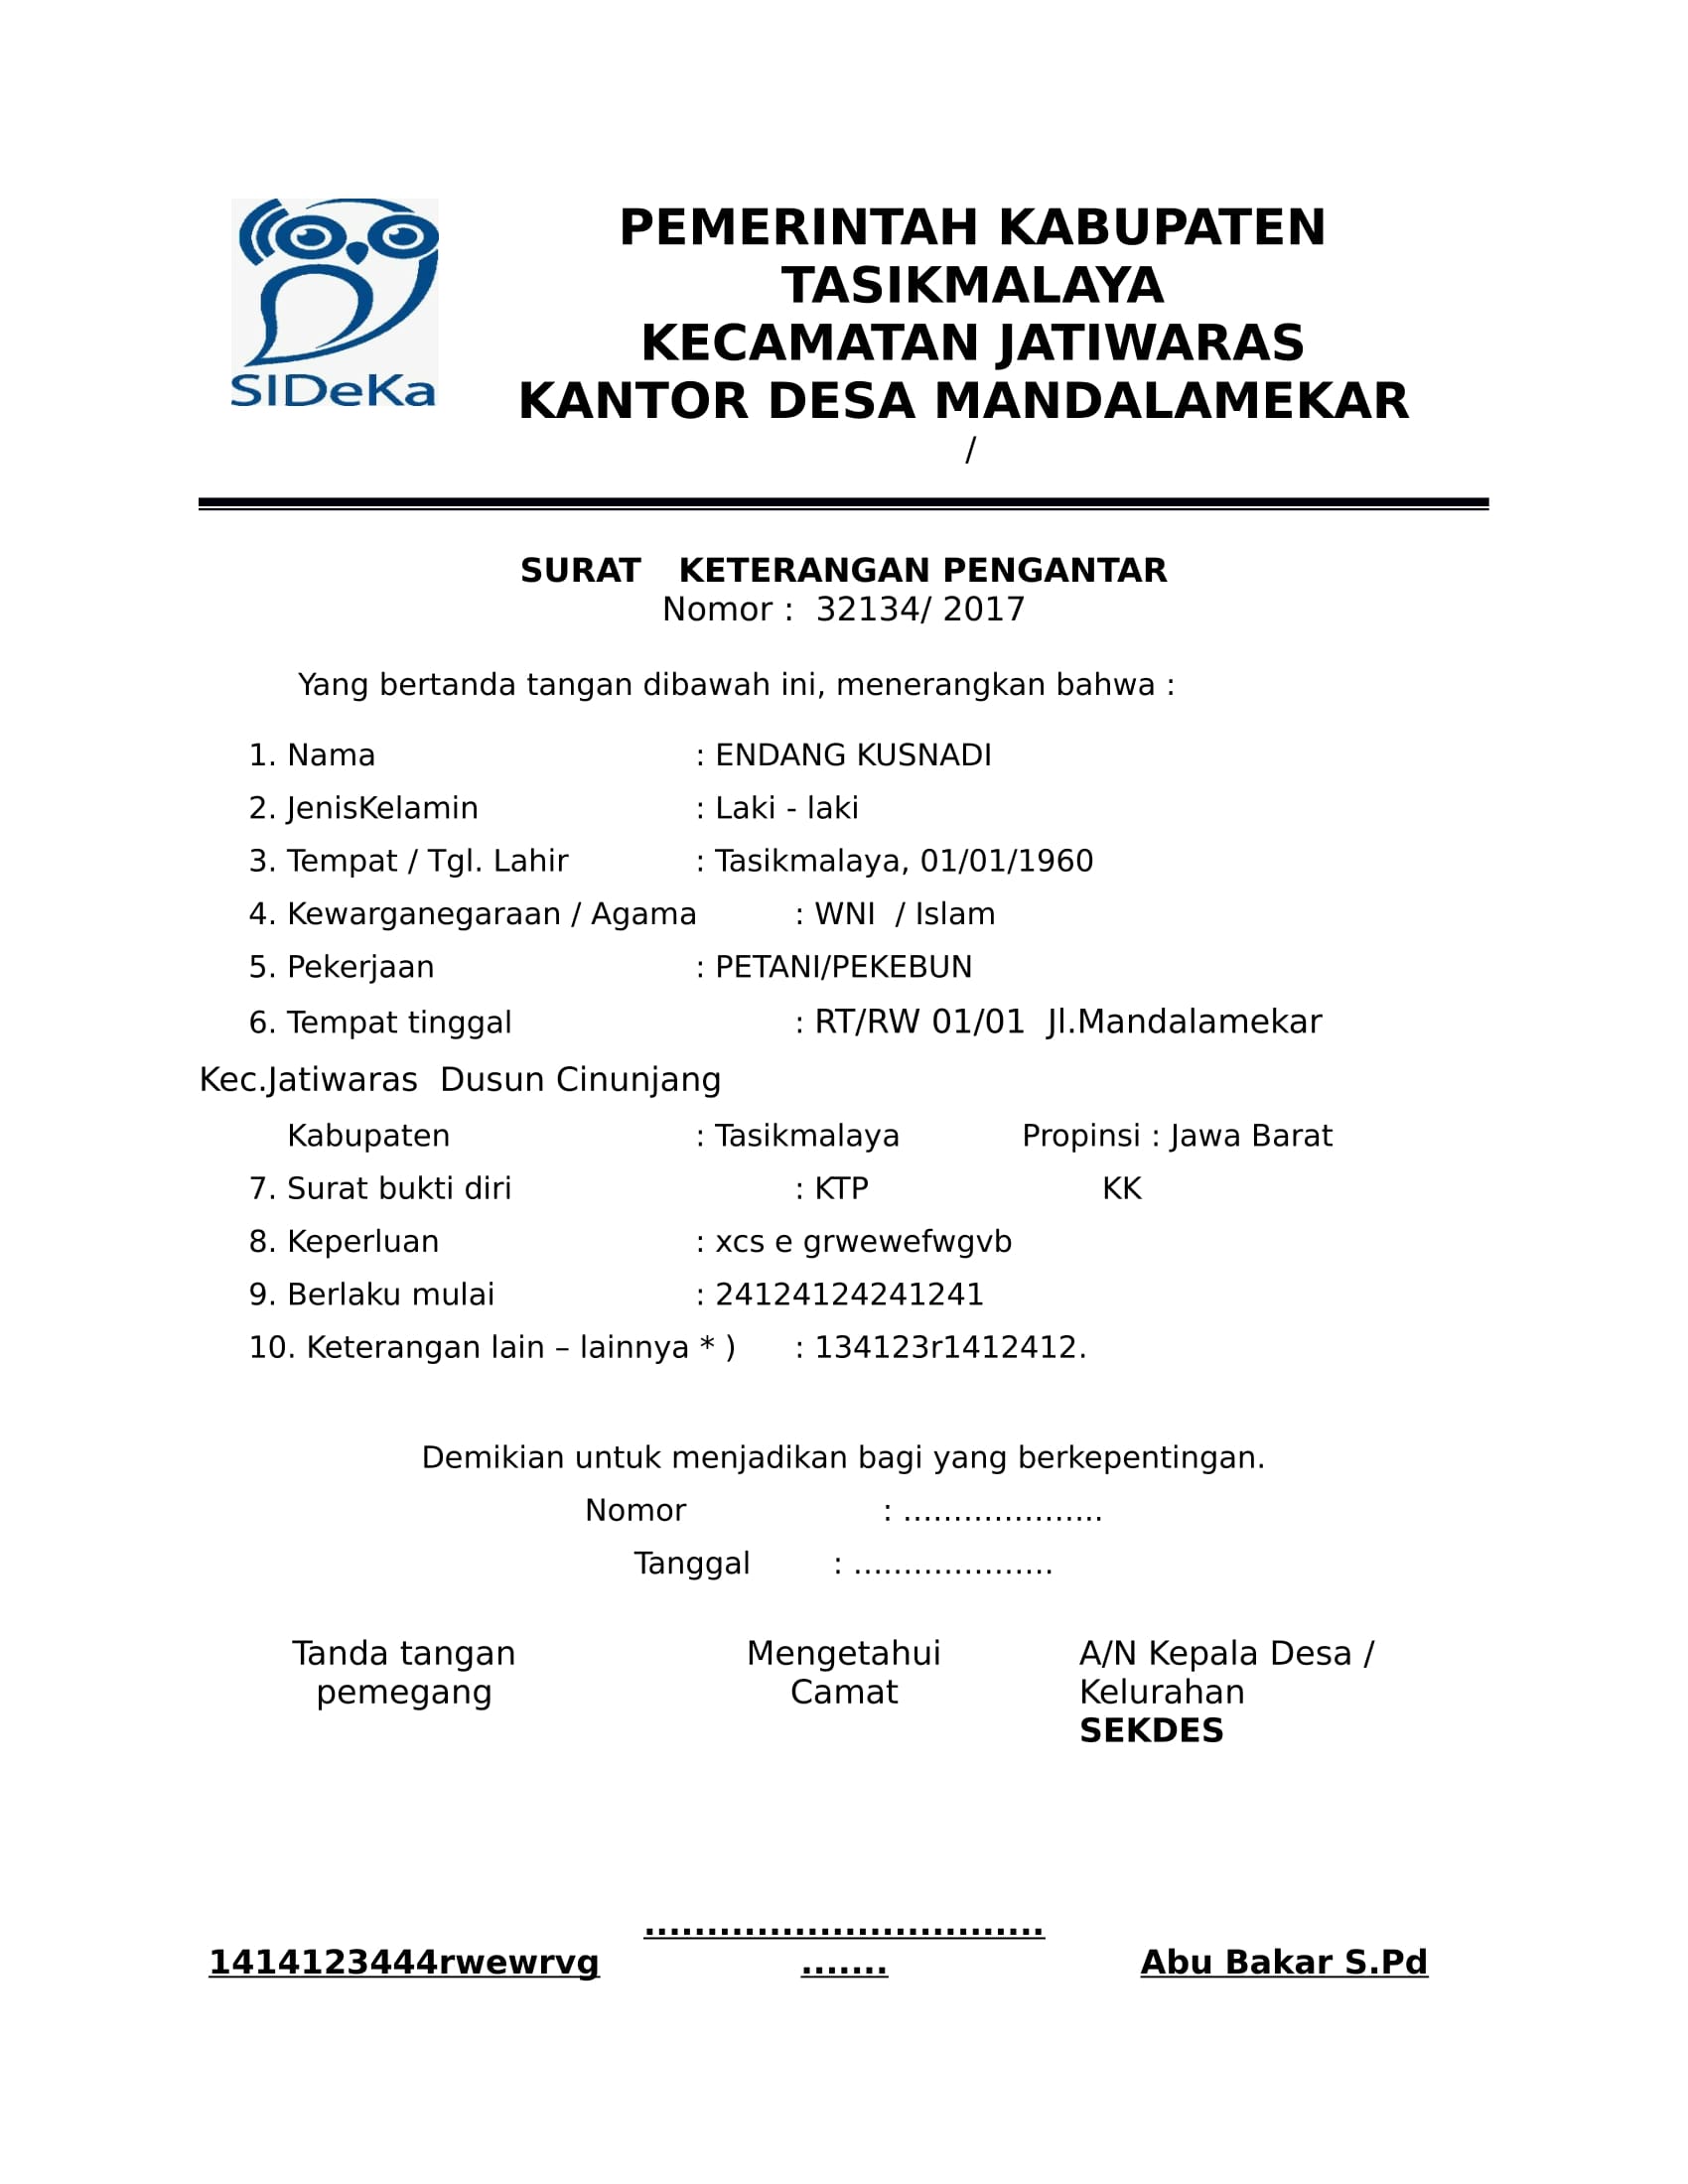 SIDeKa
PEMERINTAH KABUPATEN
TASIKMALAYA
KECAMATAN JATIWARAS
KANTOR DESA MANDALAMEKAR
/
SURAT KETERANGAN PENGANTAR
Nomor : 32134/ 2017
Yang bertanda tangan dibawah ini, menerangkan bahwa :
1. Nama : ENDANG KUSNADI
2. JenisKelamin : Laki - laki
3. Tempat / Tgl. Lahir : Tasikmalaya, 01/01/1960
4. Kewarganegaraan / Agama : WNI / Islam
5. Pekerjaan : PETANI/PEKEBUN
6. Tempat tinggal : RT/RW 01/01 Jl.Mandalamekar
Kec.Jatiwaras Dusun Cinunjang
Kabupaten : Tasikmalaya Propinsi : Jawa Barat
7. Surat bukti diri : KTP KK
8. Keperluan : xcs e grwewefwgvb
9. Berlaku mulai : 24124124241241
10. Keterangan lain – lainnya * ) : 134123r1412412.
Demikian untuk menjadikan bagi yang berkepentingan.
Nomor : ....................
Tanggal : ....................
Tanda tangan Mengetahui A/N Kepala Desa /
pemegang Camat Kelurahan
SEKDES
................................
1414123444rwewrvg ....... Abu Bakar S.Pd